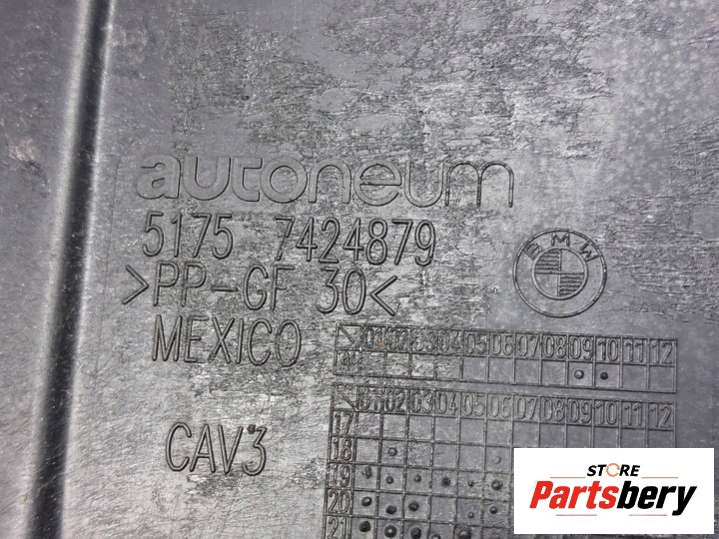 autoneum
5175 7424879
BMW
>PP-GF 30<
MEXICO
01 02 03 04 05 06 07 08 09 10 11 12
01 02 03 04 05 06 07 08 09 10 11 12
17
18
CAV3
19
20
21
STORE
Partsbery